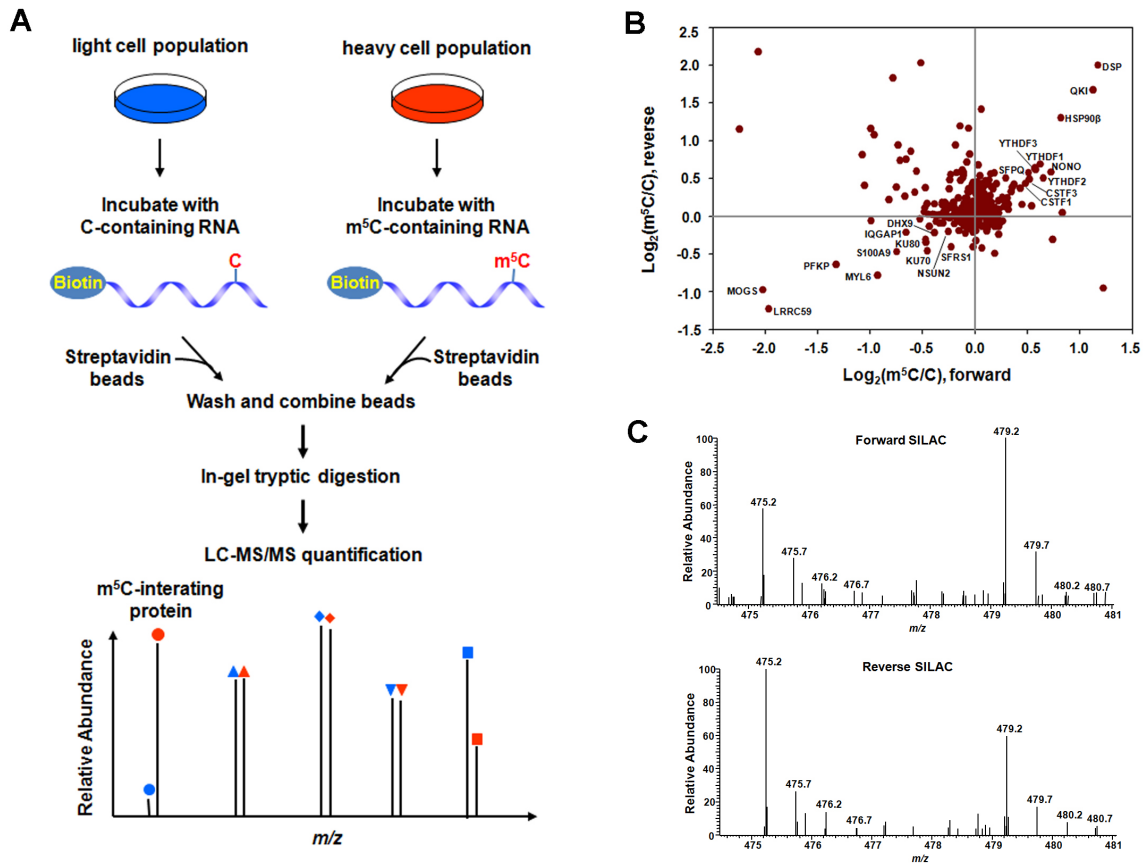 A
light cell population
heavy cell population
Incubate with
C-containing RNA
Incubate with
m⁵C-containing RNA
Biotin
C
Biotin
m⁵C
Streptavidin
beads
Streptavidin
beads
Wash and combine beads
In-gel tryptic digestion
LC-MS/MS quantification
m⁵C-interating
protein
Relative Abundance
m/z
B
Log₂(m⁵C/C), reverse
2.5
2.0
1.5
1.0
0.5
0.0
-0.5
-1.0
-1.5
DSP
QKI
HSP90β
YTHDF3
YTHDF1
SFPQ
NONO
YTHDF2
CSTF3
CSTF1
DHX9
IQGAP1
KU80
S100A9
KU70
SFRS1
NSUN2
PFKP
MYL6
MOGS
LRRC59
-2.5 -2.0 -1.5 -1.0 -0.5 0.0 0.5 1.0 1.5
Log₂(m⁵C/C), forward
C
Forward SILAC
Relative Abundance
100
80
60
40
20
0
475.2
475.7
476.2
476.7
479.2
479.7
480.2
480.7
475 476 477 478 479 480 481
m/z
Reverse SILAC
Relative Abundance
100
80
60
40
20
0
475.2
475.7
476.2
476.7
479.2
479.7
480.2
480.7
475 476 477 478 479 480 481
m/z